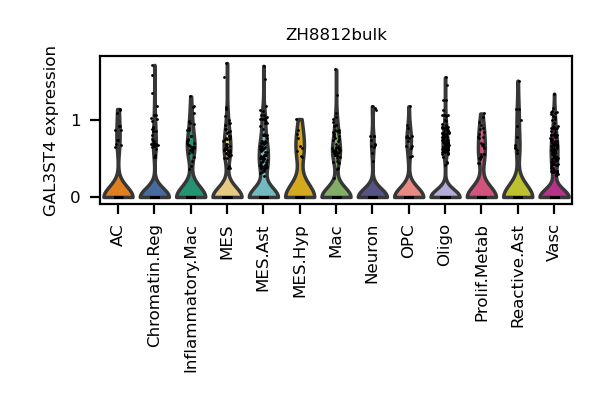 ZH8812bulk
GAL3ST4 expression
1
0
AC
Chromatin.Reg
Inflammatory.Mac
MES
MES.Ast
MES.Hyp
Mac
Neuron
OPC
Oligo
Prolif.Metab
Reactive.Ast
Vasc